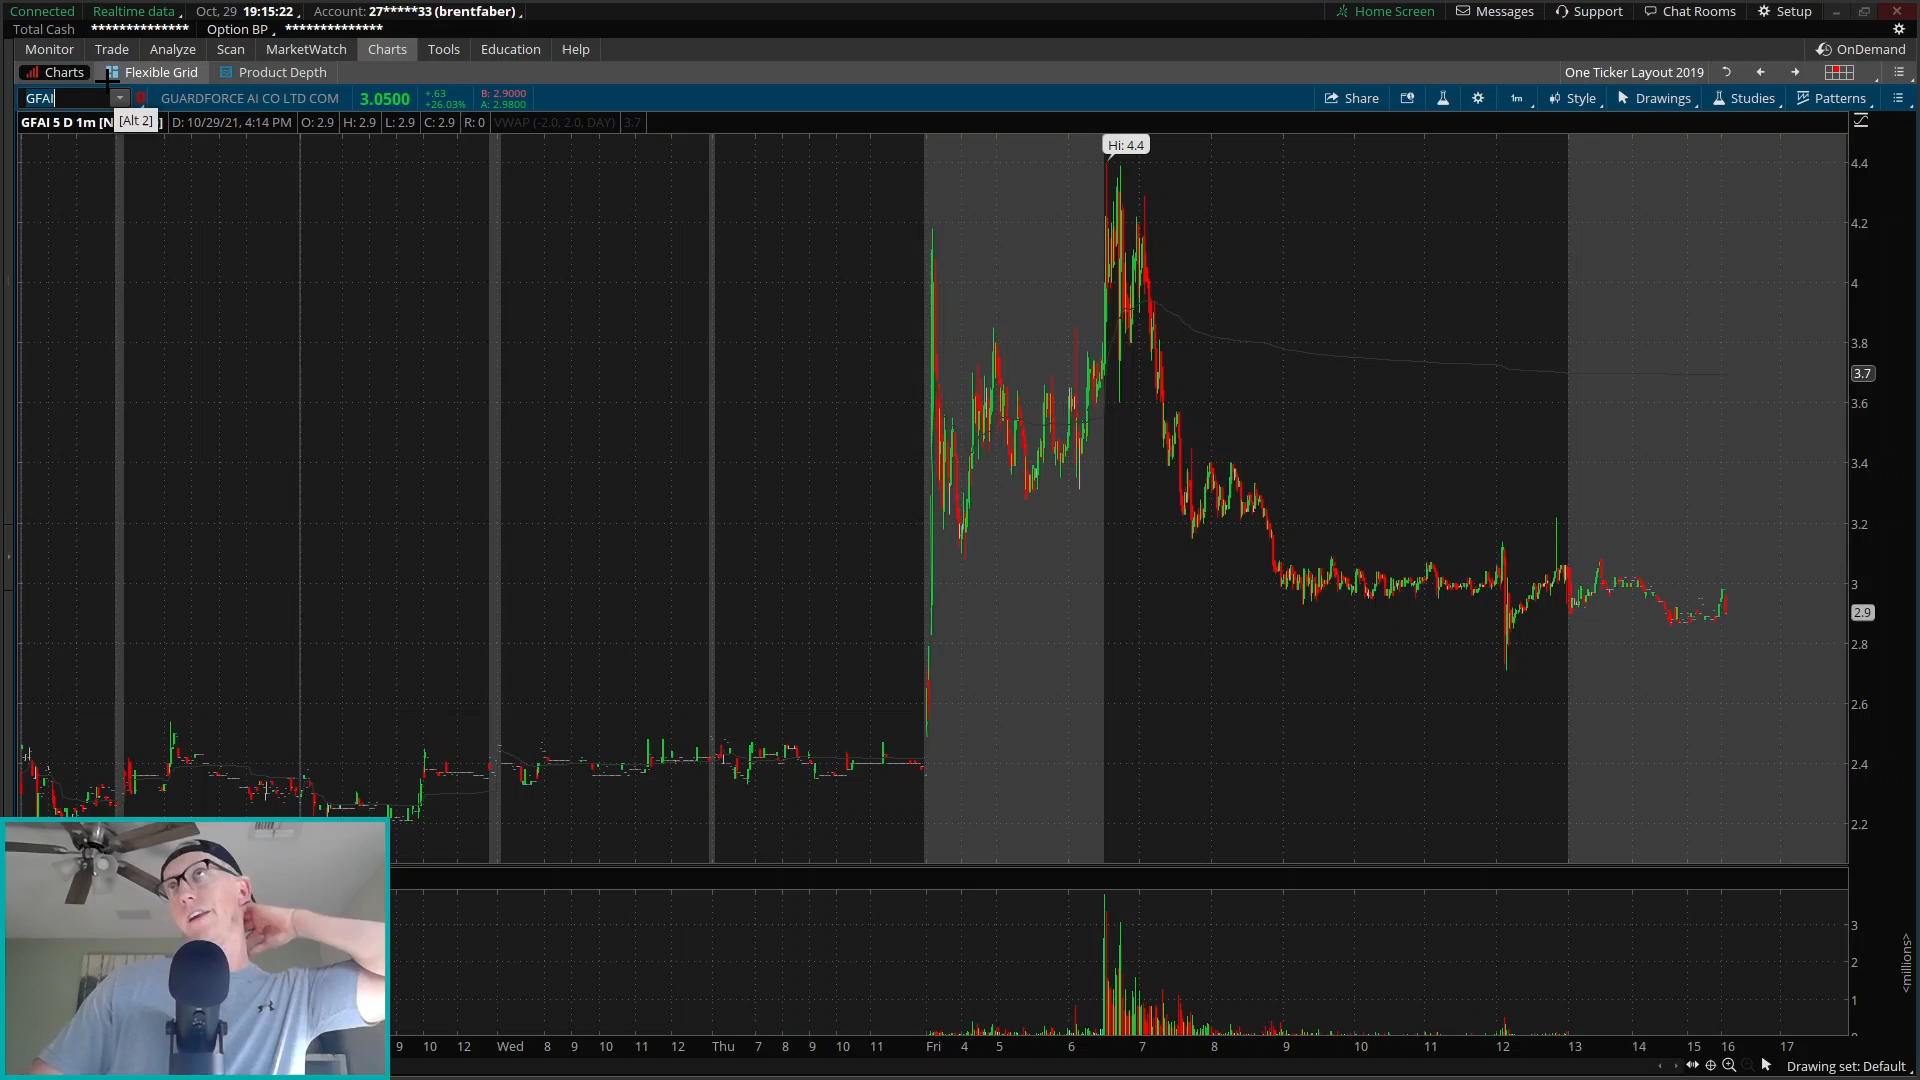 Connected Realtime data Oct, 29 19:15:22 Account: 27*****33 (brentfaber) Home Screen Messages Support Chat Rooms Setup
Total Cash ************** Option BP **************
Monitor Trade Analyze Scan MarketWatch Charts Tools Education Help OnDemand
Charts Flexible Grid Product Depth One Ticker Layout 2019
GFAI GUARDFORCE AI CO LTD COM 3.0500 +.63 B: 2.9000 Share 1m Style Drawings Studies Patterns
+26.03% A: 2.9800
GFAI 5 D 1m [N [Alt 2] ] D: 10/29/21, 4:14 PM O: 2.9 H: 2.9 L: 2.9 C: 2.9 R: 0 VWAP (-2.0, 2.0, DAY) 3.7
Hi: 4.4
4.4
4.2
4
3.8
3.7
3.6
3.4
3.2
3
2.9
2.8
2.6
2.4
2.2
3
2
1
<millions>
9 10 12 Wed 8 9 10 11 12 Thu 7 8 9 10 11 Fri 4 5 6 7 8 9 10 11 12 13 14 15 16 17
Drawing set: Default